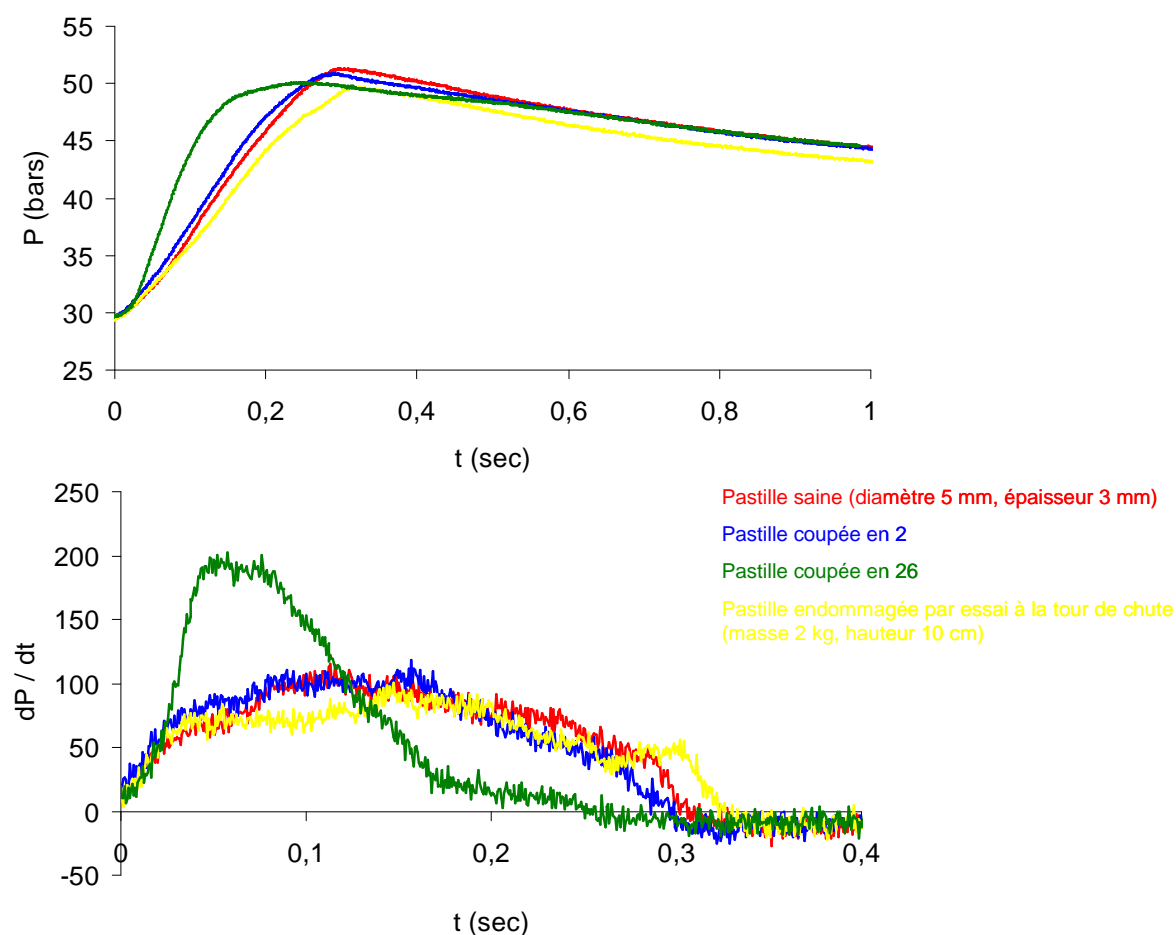 55
50
45
40
35
30
25
P (bars)
0 0,2 0,4 0,6 0,8 1
t (sec)
250
200
150
100
50
0
-50
dP / dt
0 0,1 0,2 0,3 0,4
t (sec)
Pastille saine (diamètre 5 mm, épaisseur 3 mm)
Pastille coupée en 2
Pastille coupée en 26
Pastille endommagée par essai à la tour de chute
(masse 2 kg, hauteur 10 cm)